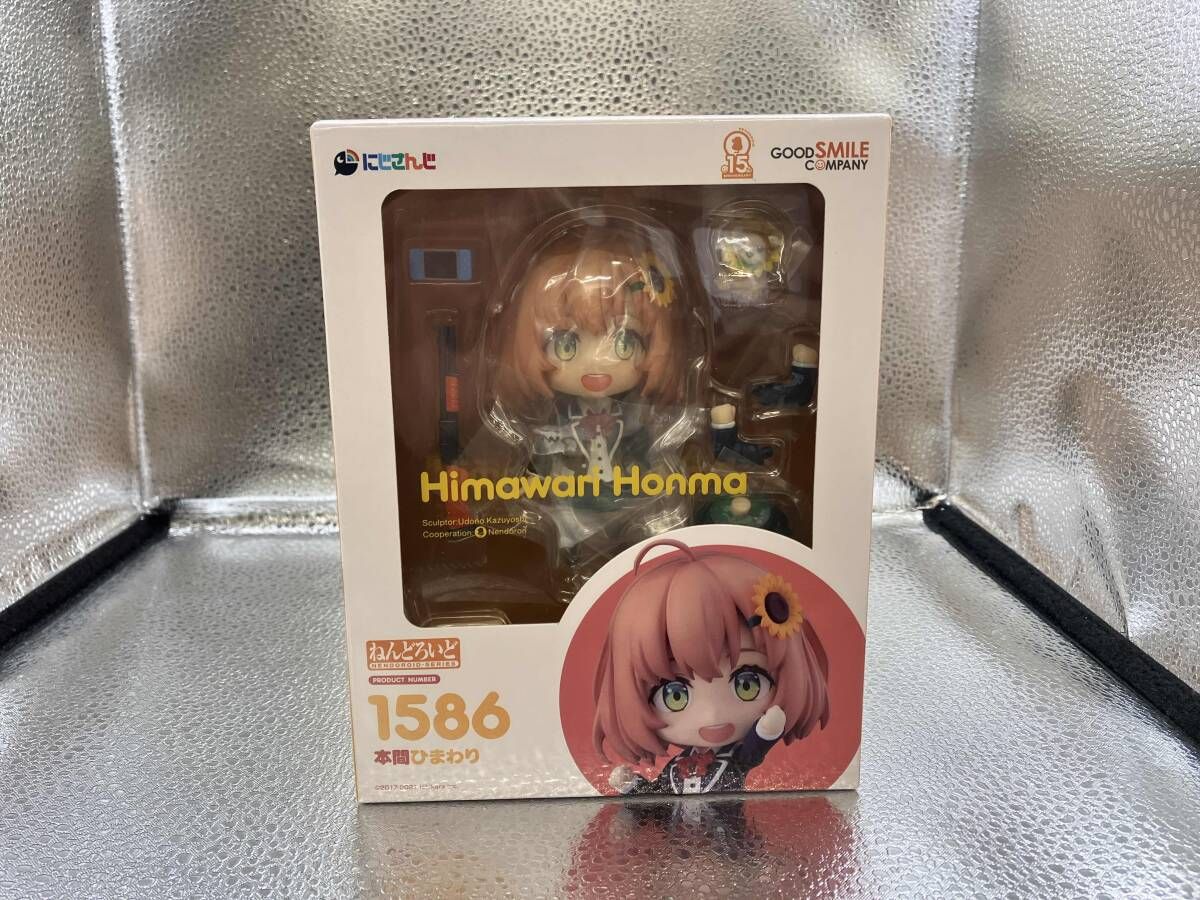 にじさんじ
15
GOOD SMILE
COMPANY
Himawari Honma
Sculptor:Udono Kazuyoshi
Cooperation: Nendoron
ねんどろいど
NENDOROID-SERIES
PRODUCT NUMBER
1586
本間ひまわり